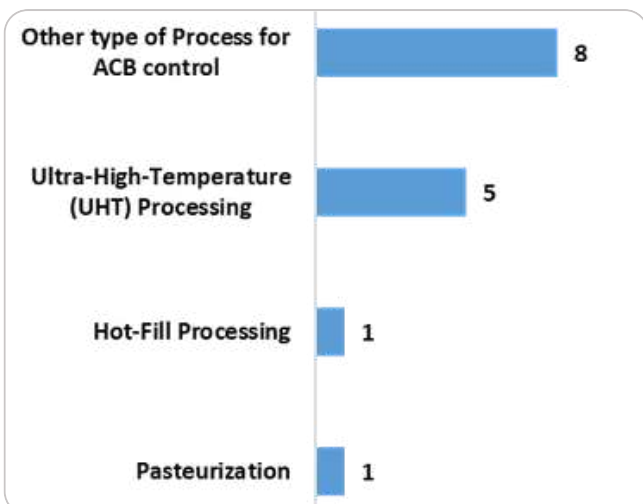 Other type of Process for
ACB control
8
Ultra-High-Temperature
(UHT) Processing
5
Hot-Fill Processing
1
Pasteurization
1